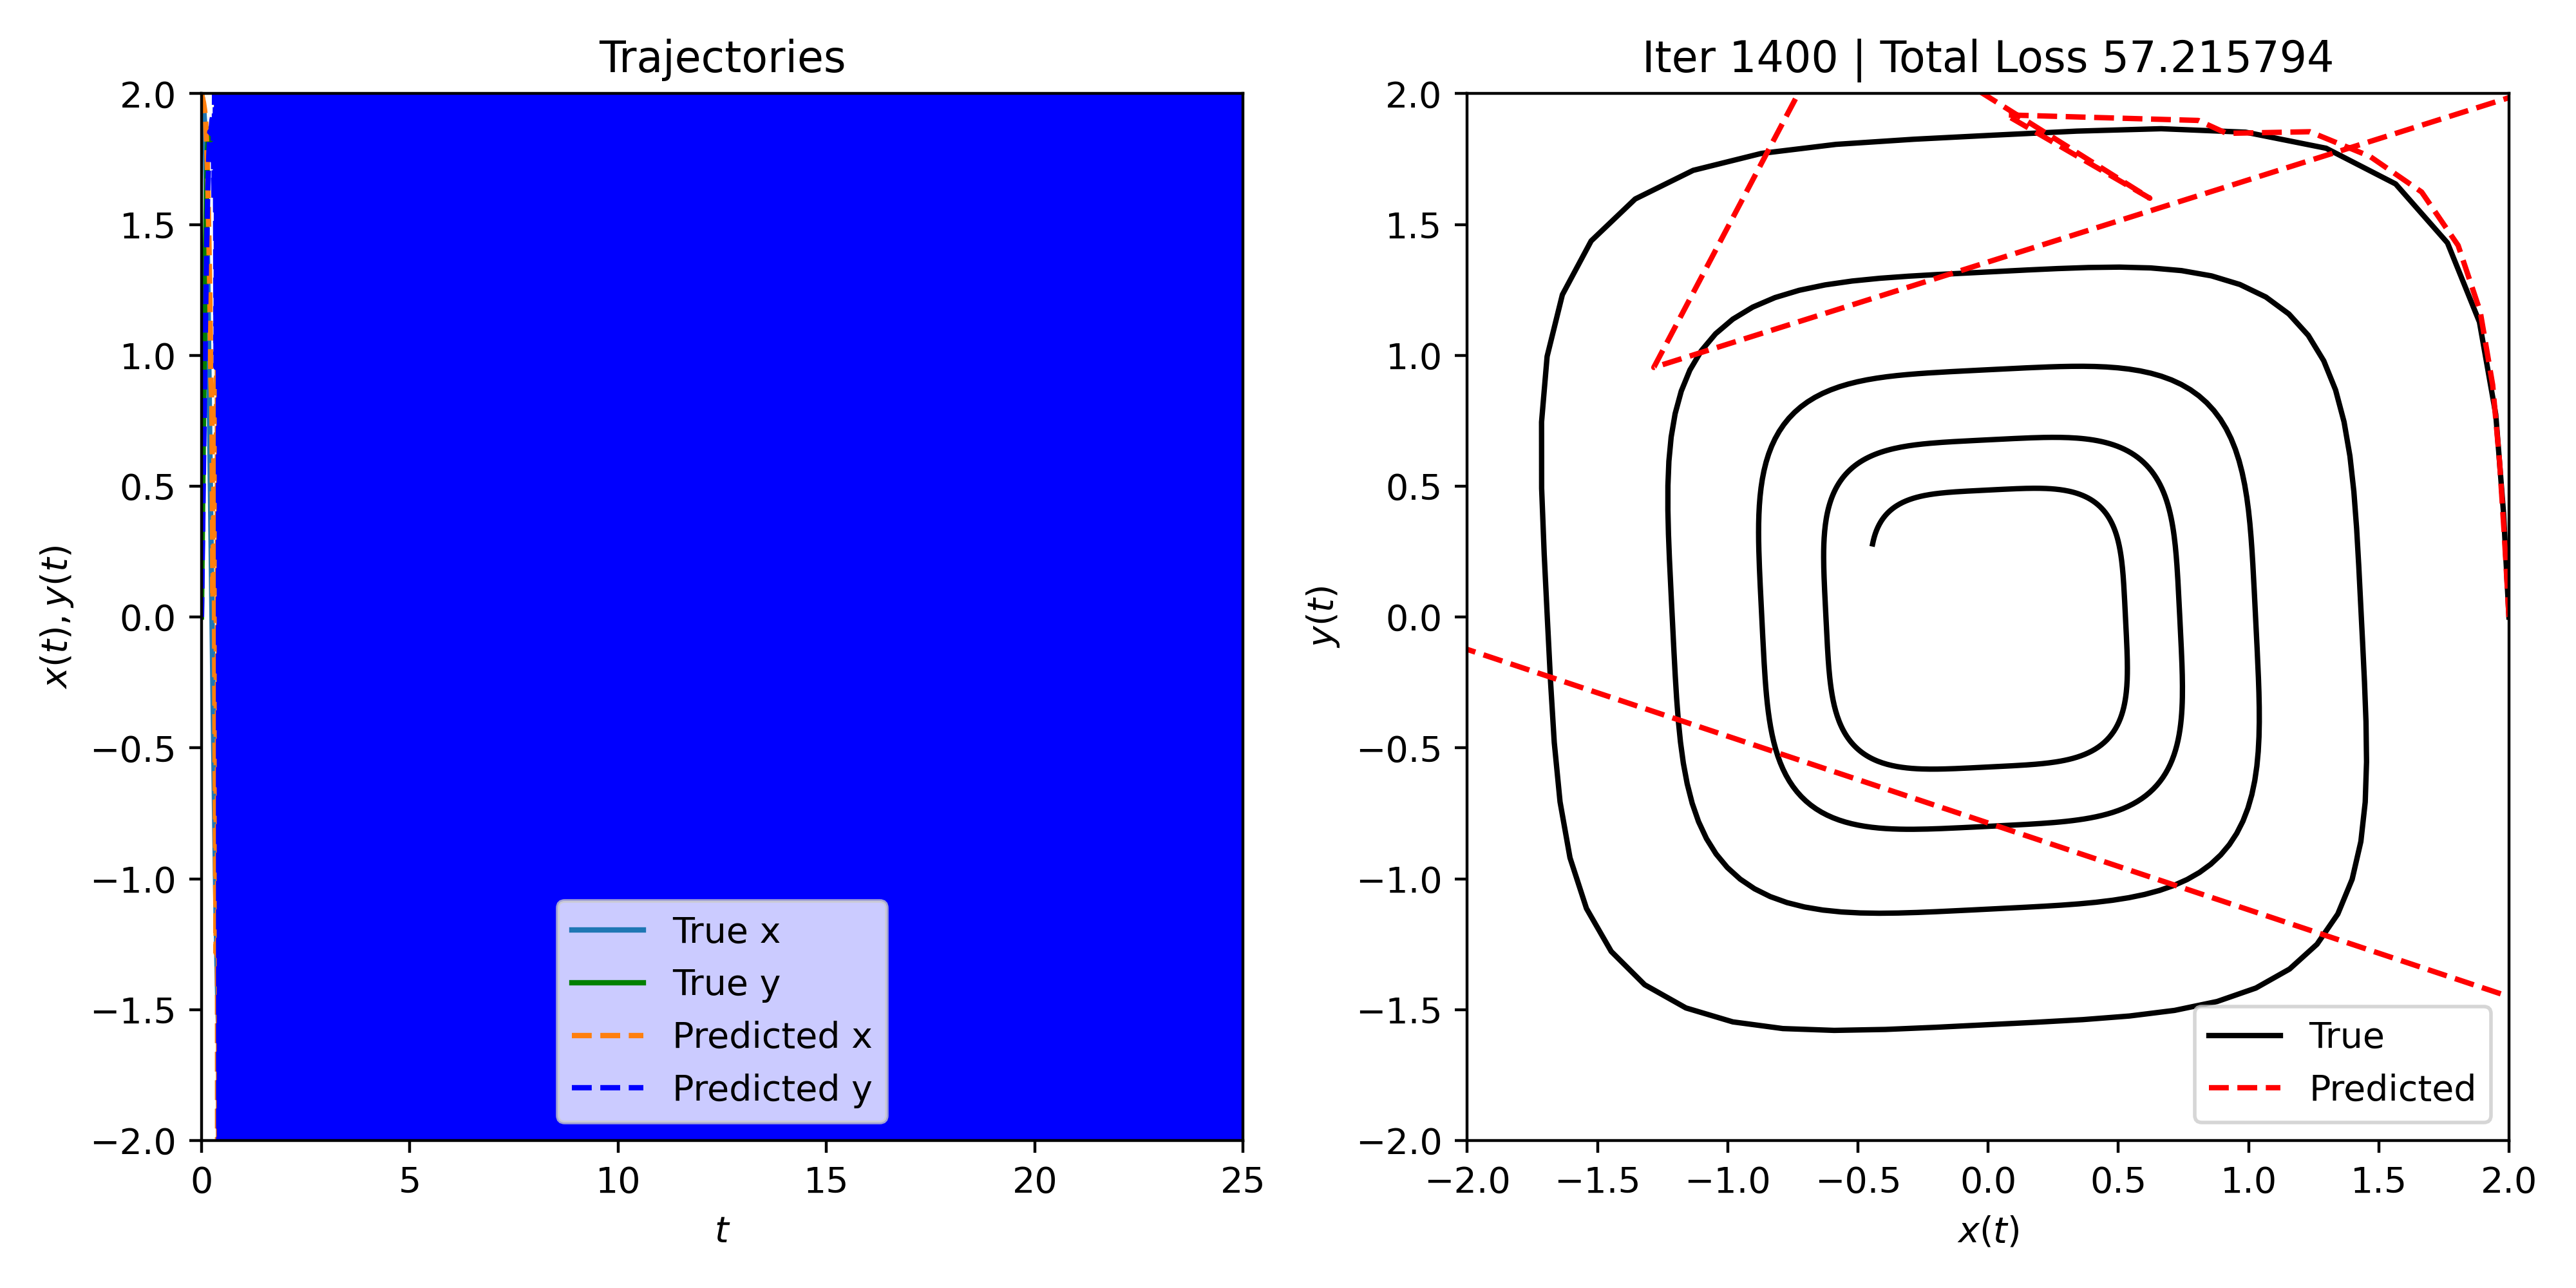 Trajectories
2.0
1.5
1.0
0.5
0.0
−0.5
−1.0
−1.5
−2.0
x(t), y(t)
0 5 10 15 20 25
t
True x
True y
Predicted x
Predicted y
Iter 1400 | Total Loss 57.215794
2.0
1.5
1.0
0.5
0.0
−0.5
−1.0
−1.5
−2.0
y(t)
−2.0 −1.5 −1.0 −0.5 0.0 0.5 1.0 1.5 2.0
x(t)
True
Predicted